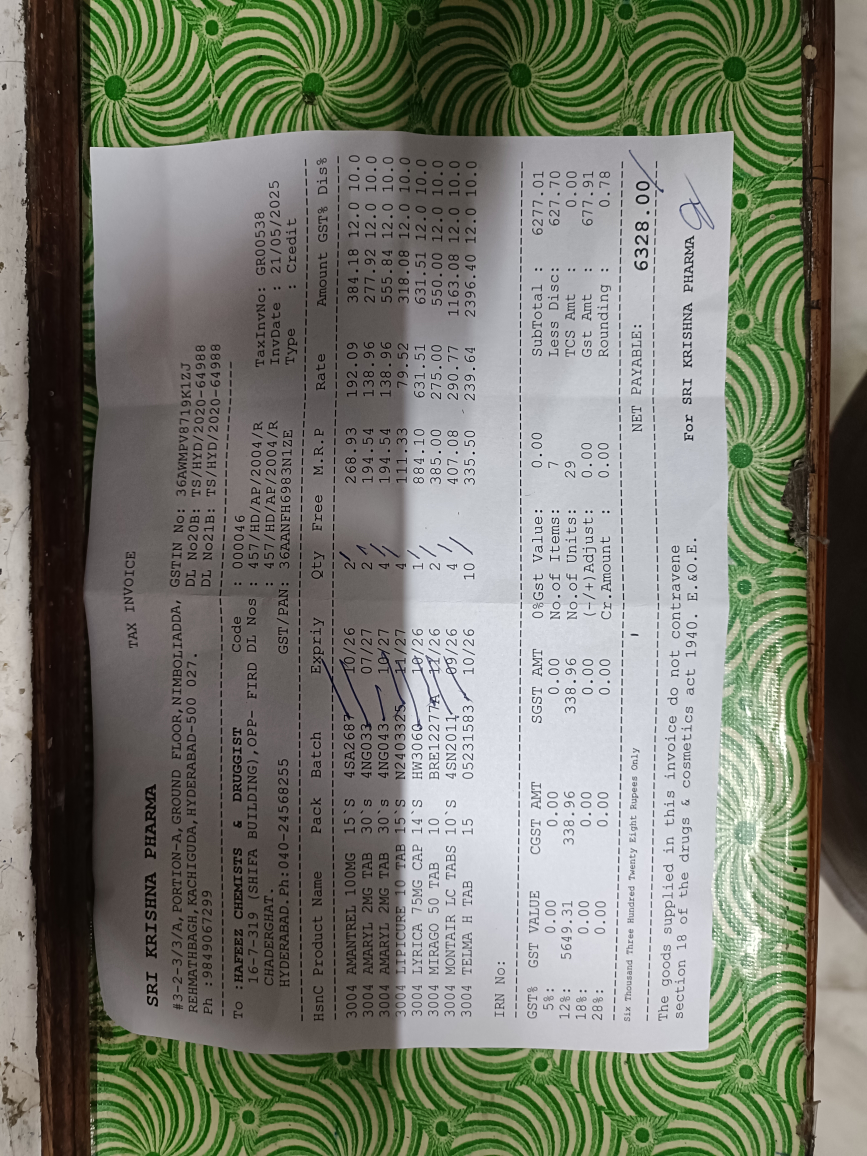 TAX INVOICE
SRI KRISHNA PHARMA
#3-2-3/37A, PORTION-A, GROUND FLOOR, NIMBOLIADDA, GSTIN No: 36AWMPV8719K1ZJ
REHMATHBAGH, KACHIGUDA, HYDERABAD-500 027. DL No20B: TS/HYD/2020-64988
Ph :9849067299 DL No21B: TS/HYD/2020-64988
To :HAFEEZ CHEMISTS & DRUGGIST Code : 000046
16-7-319 (SHIFA BUILDING),OPP- FIRD DL Nos : 457/HD/AP/2004/R TaxInvNo: GR00538
CHADERGHAT. : 457/HD/AP/2004/R InvDate : 21/05/2025
HYDERABAD.Ph:040-24568255 GST/PAN: 36AANFH6983N1ZE Type : Credit
HsnC Product Name Pack Batch Expriy Qty Free M.R.P Rate Amount GST% Dis%
3004 AMANTREL 100MG 15`S 4SA2687 10/26 2 268.93 192.09 384.18 12.0 10.0
3004 AMARYL 2MG TAB 30`S 4NG033 07/27 2 194.54 138.96 277.92 12.0 10.0
3004 AMARYL 2MG TAB 30`S 4NG043 10/27 4 194.54 138.96 555.84 12.0 10.0
3004 LIPICURE 10 TAB 15`S N2403325 11/27 4 111.33 79.52 318.08 12.0 10.0
3004 LYRICA 75MG CAP 14`S HW3060 10/26 1 884.10 631.51 631.51 12.0 10.0
3004 MIRAGO 50 TAB 10 BRE12277A 11/26 2 385.00 275.00 550.00 12.0 10.0
3004 MONTAIR LC TABS 10`S 4EN2011 09/26 4 407.08 290.77 1163.08 12.0 10.0
3004 TELMA H TAB 15 05231583 10/26 10 335.50 239.64 2396.40 12.0 10.0
IRN No:
GST% GST VALUE CGST AMT SGST AMT 0%Gst Value: 0.00 SubTotal : 6277.01
5%: 0.00 0.00 0.00 No.of Items: 7 Less Disc: 627.70
12%: 5649.31 338.96 338.96 No.of Units: 29 TCS Amt : 0.00
18%: 0.00 0.00 0.00 (-/+)Adjust: 0.00 Gst Amt : 677.91
28%: 0.00 0.00 0.00 Cr.Amount : 0.00 Rounding : 0.78
Six Thousand Three Hundred Twenty Eight Rupees Only NET PAYABLE: 6328.00
The goods supplied in this invoice do not contravene
section 18 of the drugs & cosmetics act 1940. E.&O.E. For SRI KRISHNA PHARMA